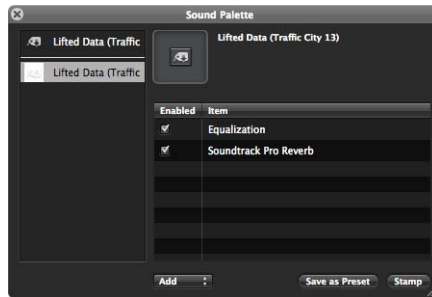 Sound Palette
Lifted Data (Traffic
Lifted Data (Traffic
Lifted Data (Traffic City 13)
Enabled Item
Equalization
Soundtrack Pro Reverb
Add
Save as Preset
Stamp